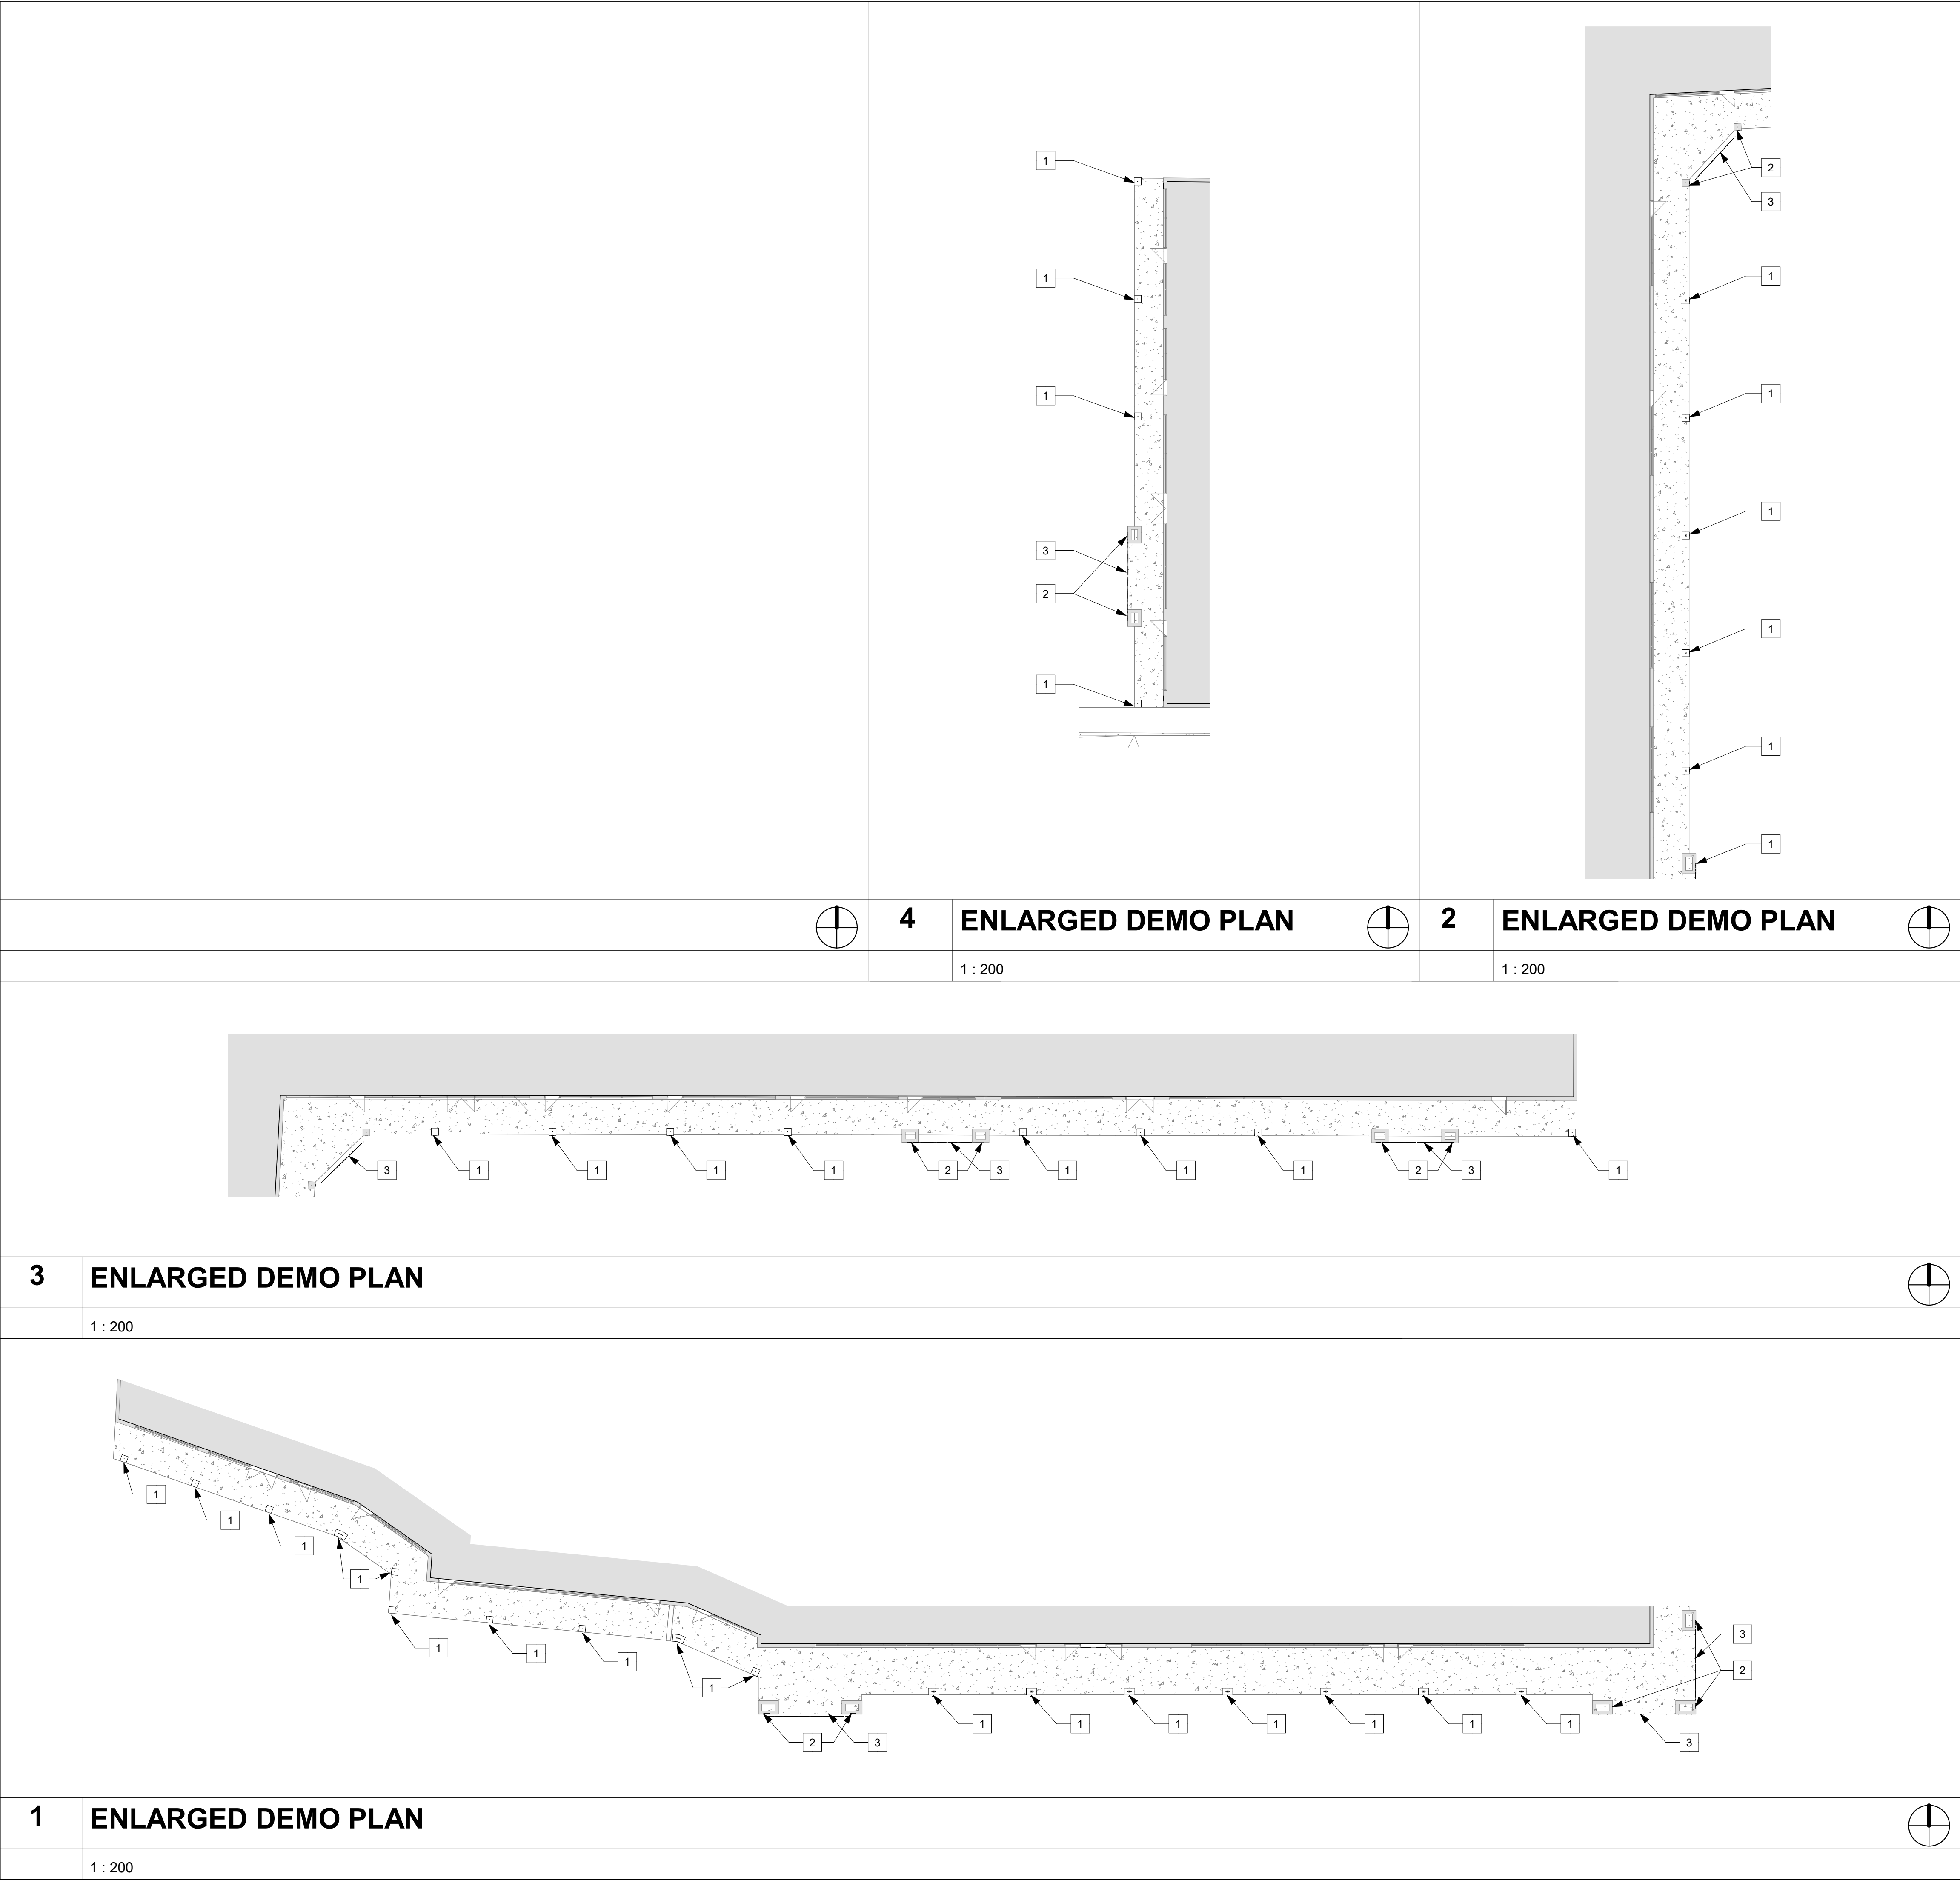 1
1
1
3
2
1
2
3
1
1
1
1
1
1
4 ENLARGED DEMO PLAN
1 : 200
2 ENLARGED DEMO PLAN
1 : 200
3 1 1 1 1 2 3 1 1 1 2 3 1
3 ENLARGED DEMO PLAN
1 : 200
1
1
1
1
1
1
1
1
2 3
1 1 1 1 1 1 1
3
2
3
1 ENLARGED DEMO PLAN
1 : 200